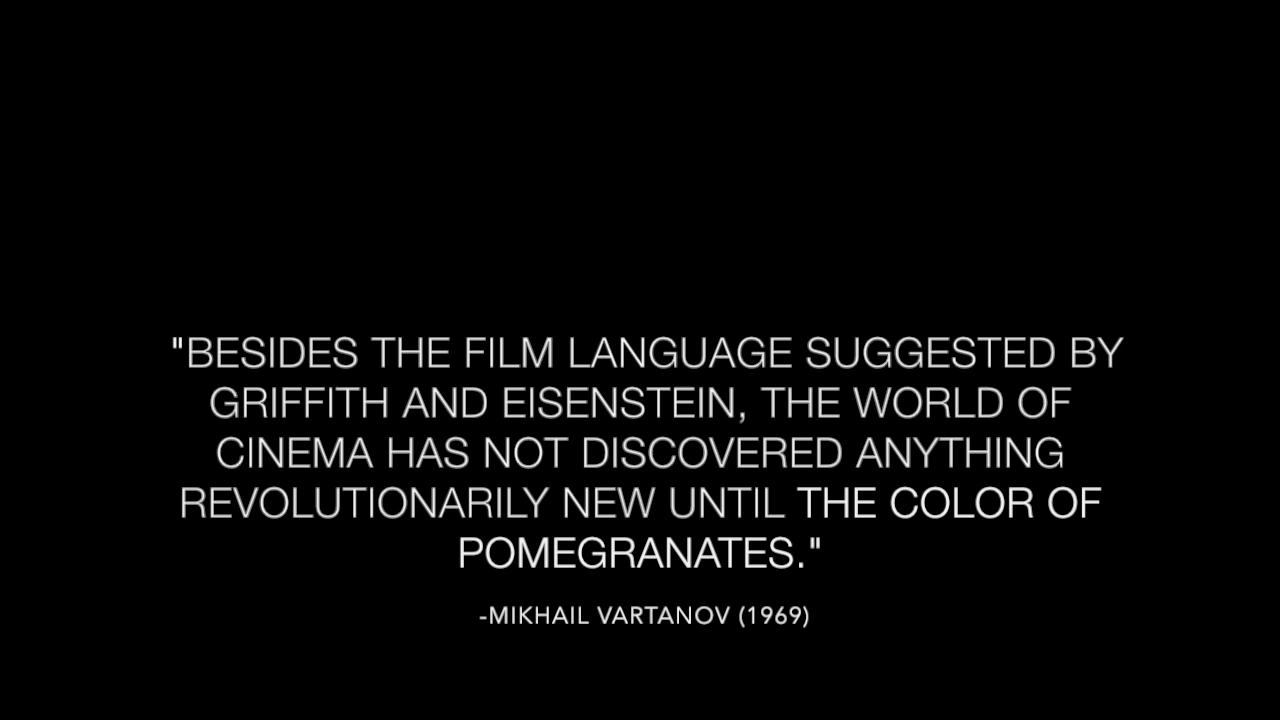 "BESIDES THE FILM LANGUAGE SUGGESTED BY
GRIFFITH AND EISENSTEIN, THE WORLD OF
CINEMA HAS NOT DISCOVERED ANYTHING
REVOLUTIONARILY NEW UNTIL THE COLOR OF
POMEGRANATES."
-MIKHAIL VARTANOV (1969)